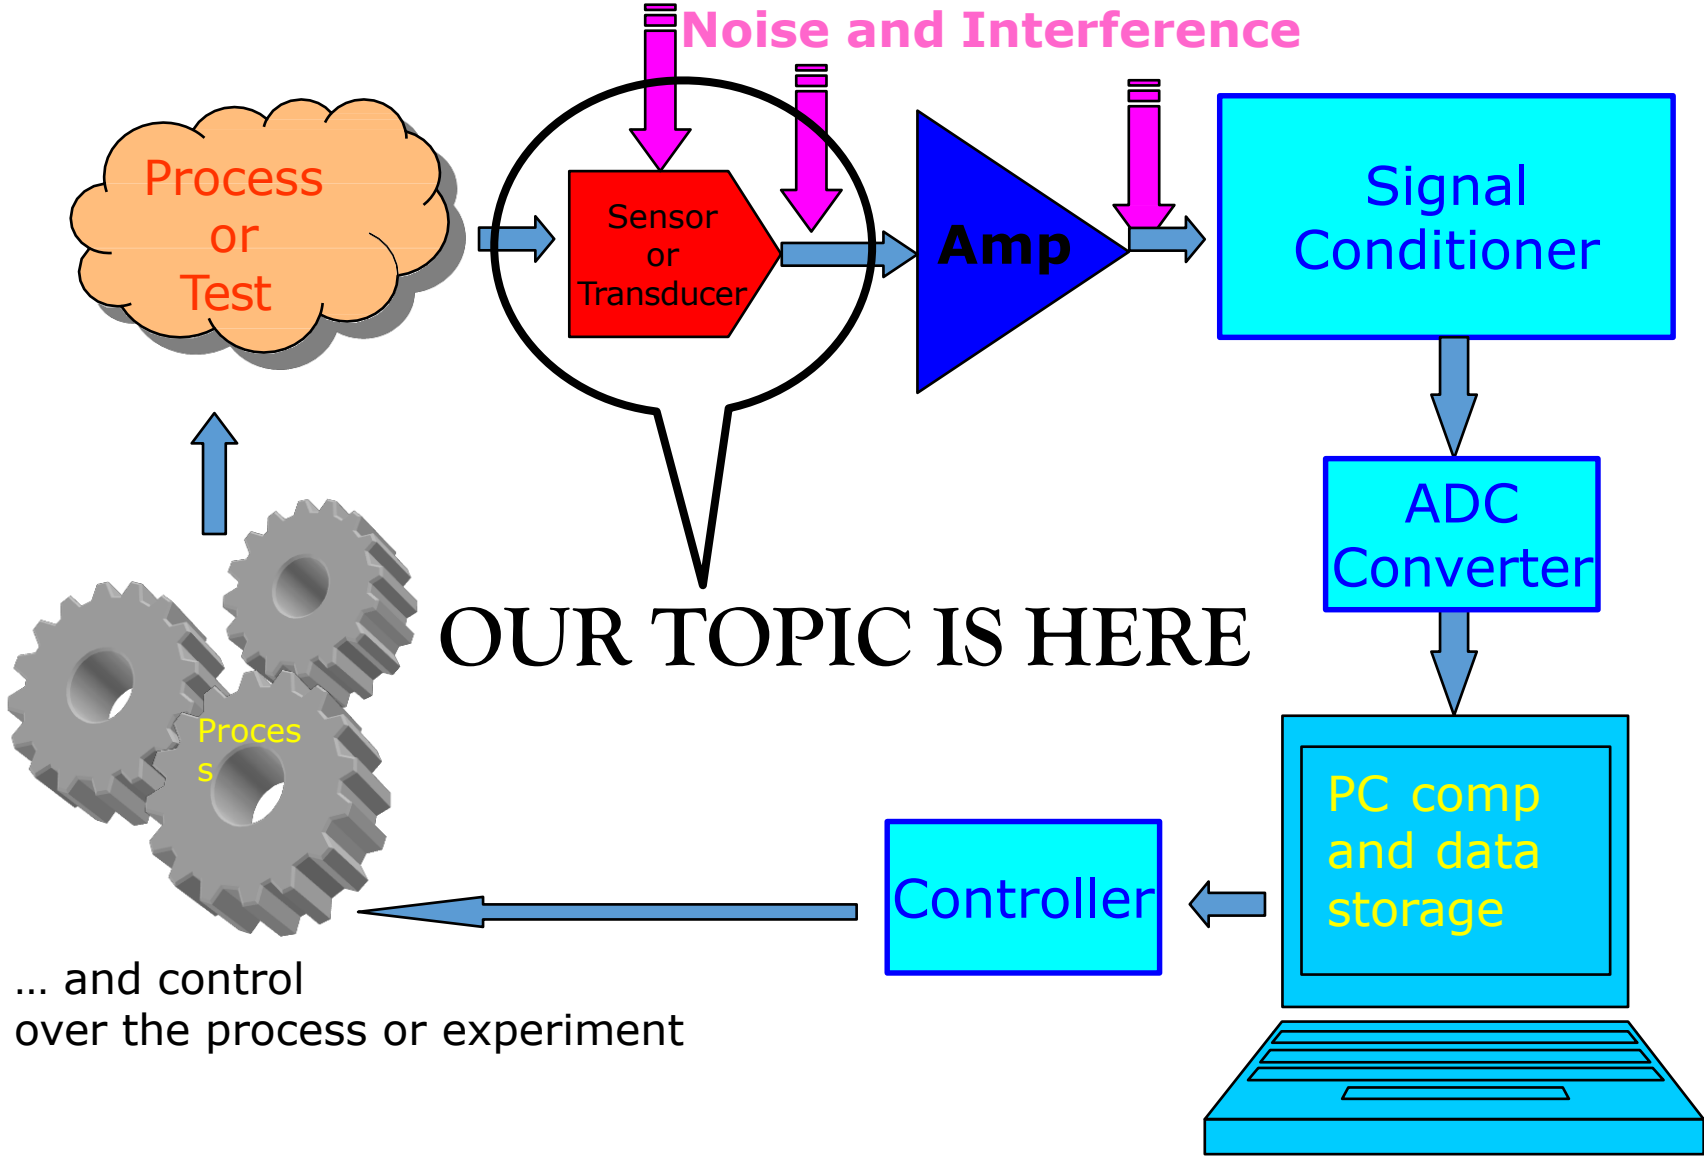 Noise and Interference
Process
or
Test
Sensor
or
Transducer
Amp
Signal
Conditioner
ADC
Converter
OUR TOPIC IS HERE
Proces
s
PC comp
and data
storage
Controller
... and control
over the process or experiment